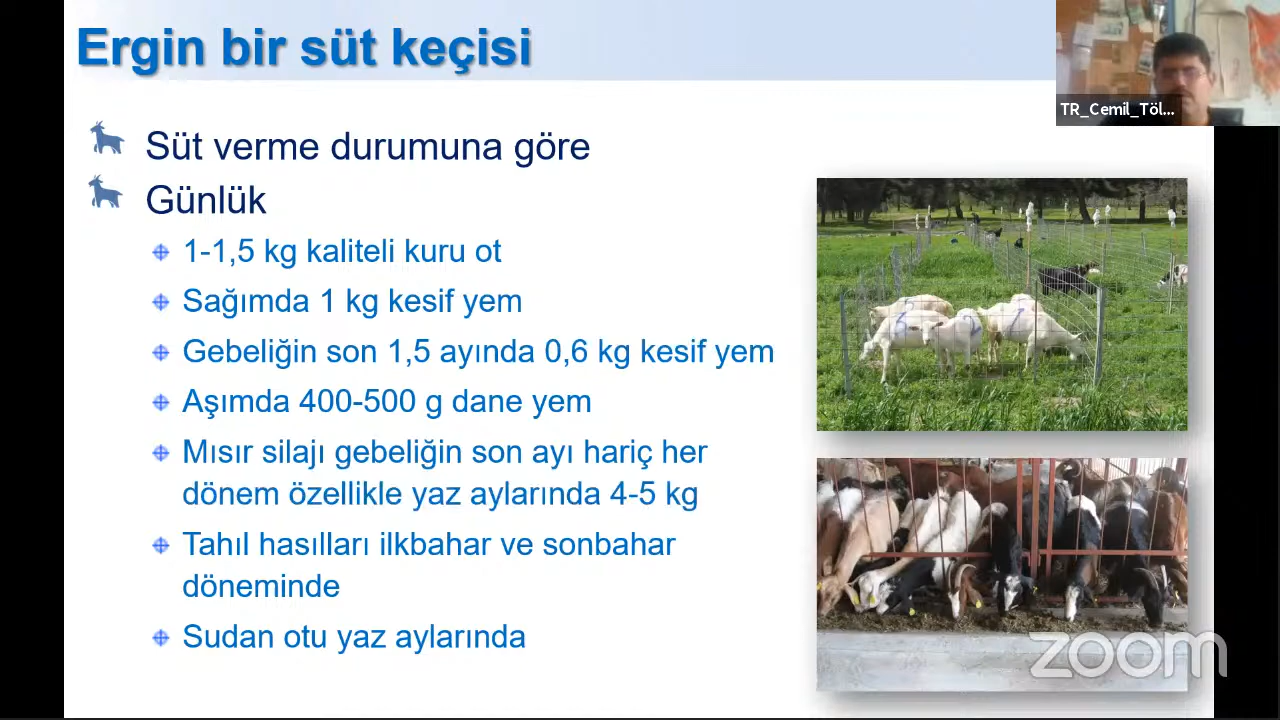 Ergin bir süt keçisi
TR_Cemil_Töl...
Süt verme durumuna göre
Günlük
1-1,5 kg kaliteli kuru ot
Sağımda 1 kg kesif yem
Gebeliğin son 1,5 ayında 0,6 kg kesif yem
Aşımda 400-500 g dane yem
Mısır silajı gebeliğin son ayı hariç her
dönem özellikle yaz aylarında 4-5 kg
Tahıl hasılları ilkbahar ve sonbahar
döneminde
Sudan otu yaz aylarında
zoom